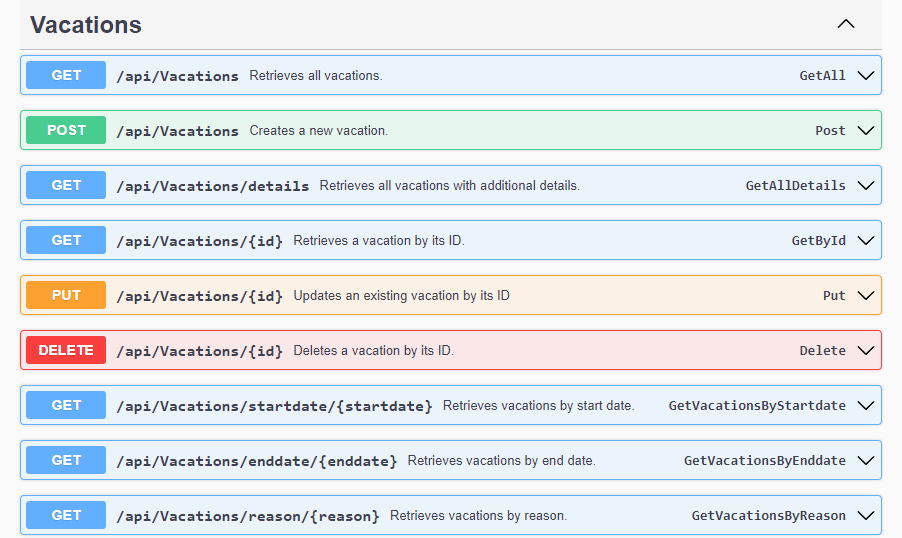 Vacations
GET /api/Vacations Retrieves all vacations. GetAll
POST /api/Vacations Creates a new vacation. Post
GET /api/Vacations/details Retrieves all vacations with additional details. GetAllDetails
GET /api/Vacations/{id} Retrieves a vacation by its ID. GetById
PUT /api/Vacations/{id} Updates an existing vacation by its ID Put
DELETE /api/Vacations/{id} Deletes a vacation by its ID. Delete
GET /api/Vacations/startdate/{startdate} Retrieves vacations by start date. GetVacationsByStartdate
GET /api/Vacations/enddate/{enddate} Retrieves vacations by end date. GetVacationsByEnddate
GET /api/Vacations/reason/{reason} Retrieves vacations by reason. GetVacationsByReason